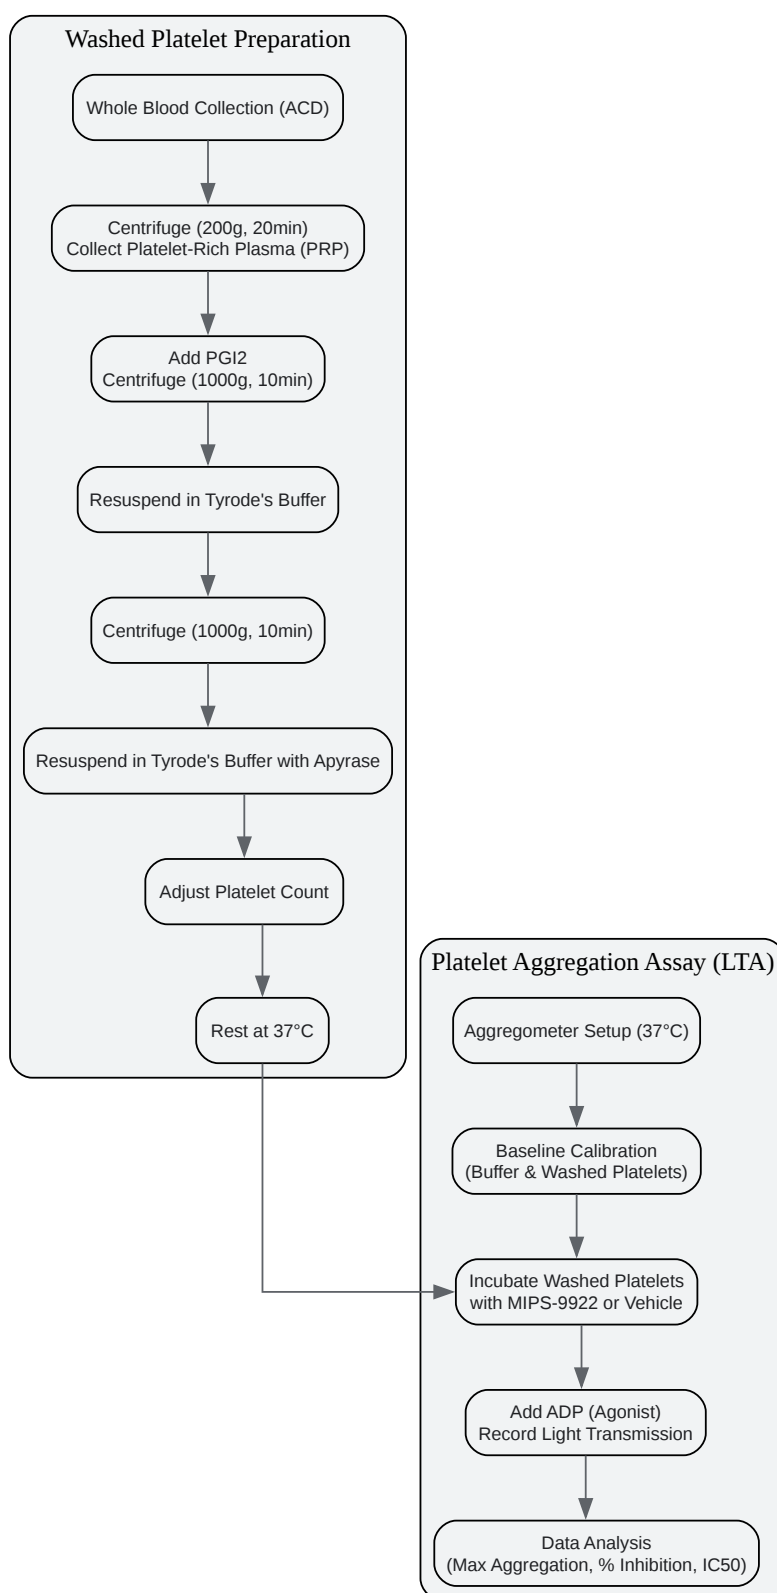 Washed Platelet Preparation
Whole Blood Collection (ACD)
Centrifuge (200g, 20min)
Collect Platelet-Rich Plasma (PRP)
Add PGI2
Centrifuge (1000g, 10min)
Resuspend in Tyrode's Buffer
Centrifuge (1000g, 10min)
Resuspend in Tyrode's Buffer with Apyrase
Adjust Platelet Count
Rest at 37°C
Platelet Aggregation Assay (LTA)
Aggregometer Setup (37°C)
Baseline Calibration
(Buffer & Washed Platelets)
Incubate Washed Platelets
with MIPS-9922 or Vehicle
Add ADP (Agonist)
Record Light Transmission
Data Analysis
(Max Aggregation, % Inhibition, IC50)